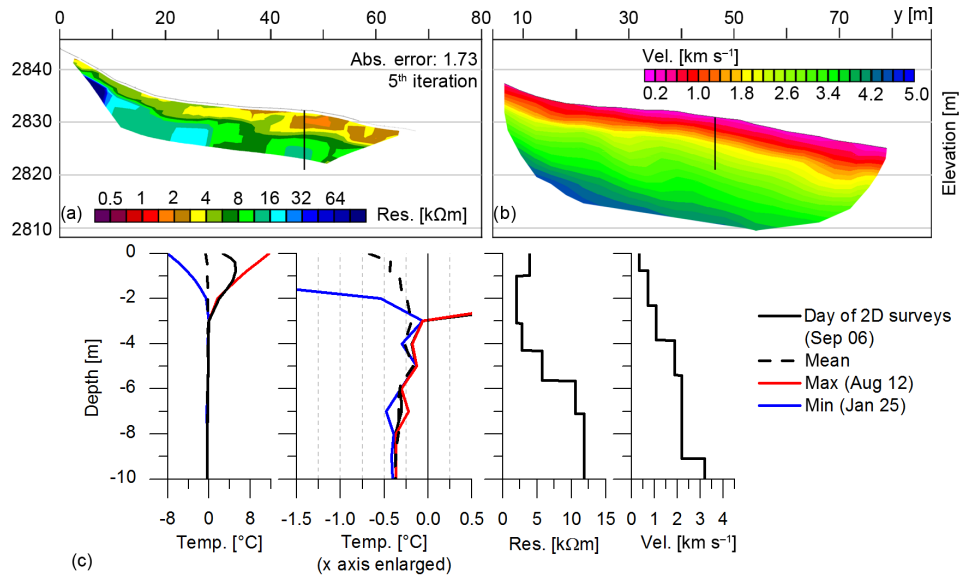 0 20 40 60 80 10 30 50 70 y [m]
2840
2830
2820
2810
Abs. error: 1.73
5th iteration
0.5 1 2 4 8 16 32 64
(a) Res. [kΩm]
Vel. [km s⁻¹]
0.2 1.0 1.8 2.6 3.4 4.2 5.0
(b)
Elevation [m]
0
-2
-4
-6
-8
-10
Depth [m]
-8 0 8
Temp. [°C]
-1.5 -1.0 -0.5 0.0 0.5
Temp. [°C]
(x axis enlarged)
0 5 10 15
Res. [kΩm]
0 1 2 3 4
Vel. [km s⁻¹]
Day of 2D surveys
(Sep 06)
Mean
Max (Aug 12)
Min (Jan 25)
(c)